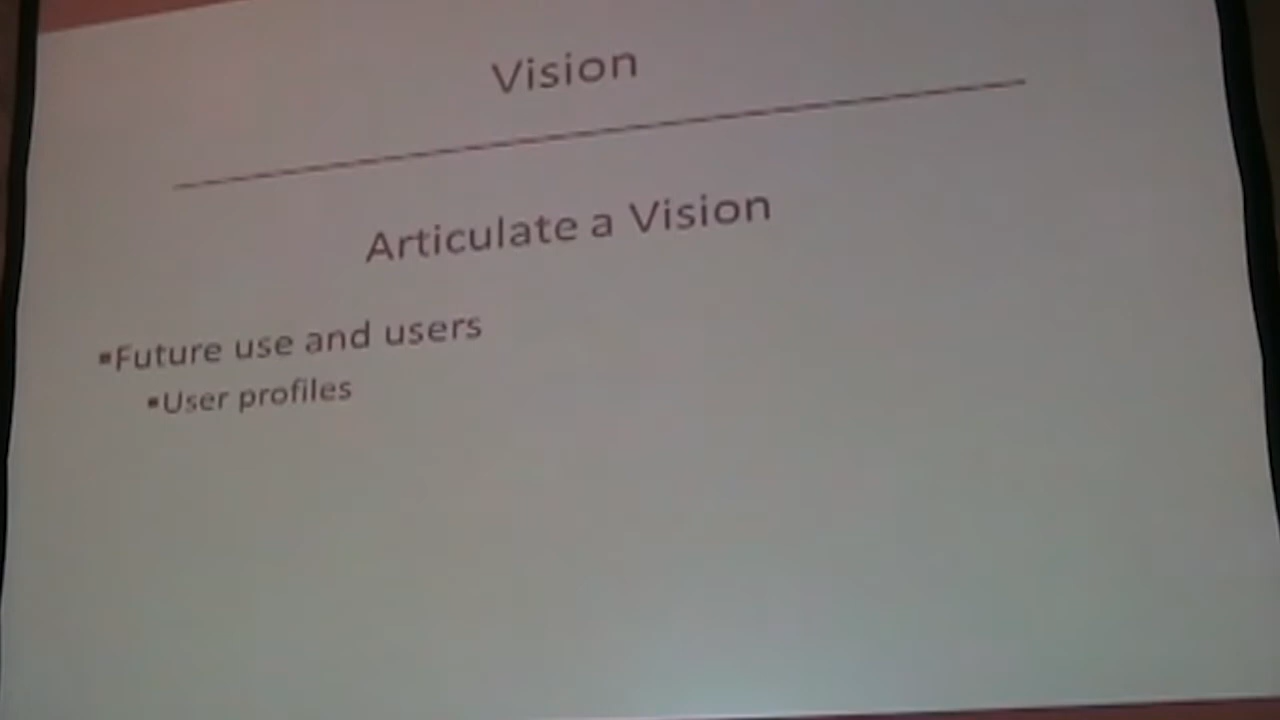 Vision
Articulate a Vision
▪Future use and users
▪User profiles